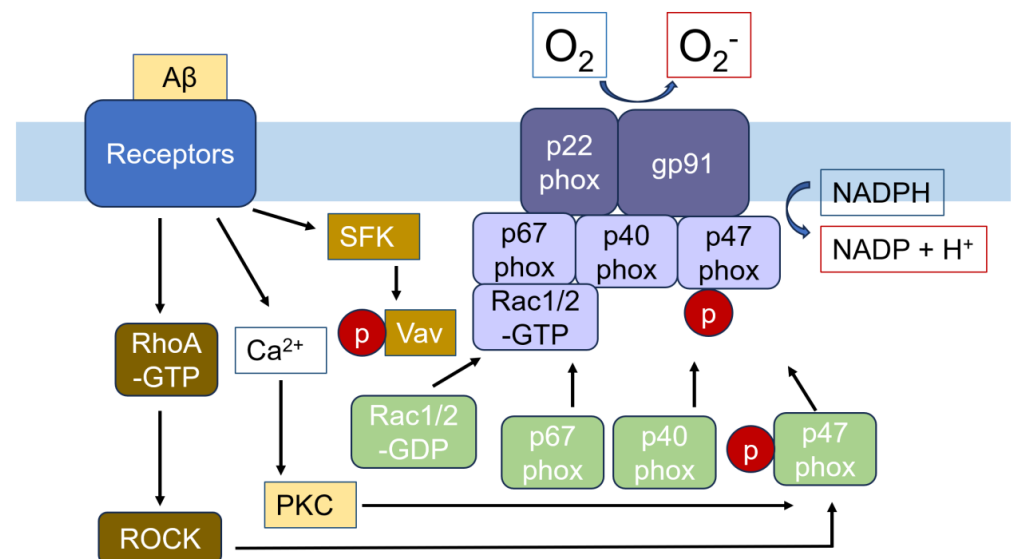 O₂
O₂⁻
Aβ
Receptors
p22
phox
gp91
NADPH
NADP + H⁺
SFK
p67
phox
p40
phox
p47
phox
Rac1/2
-GTP
p
p
Vav
RhoA
-GTP
Ca²⁺
Rac1/2
-GDP
p67
phox
p40
phox
p
p47
phox
PKC
ROCK